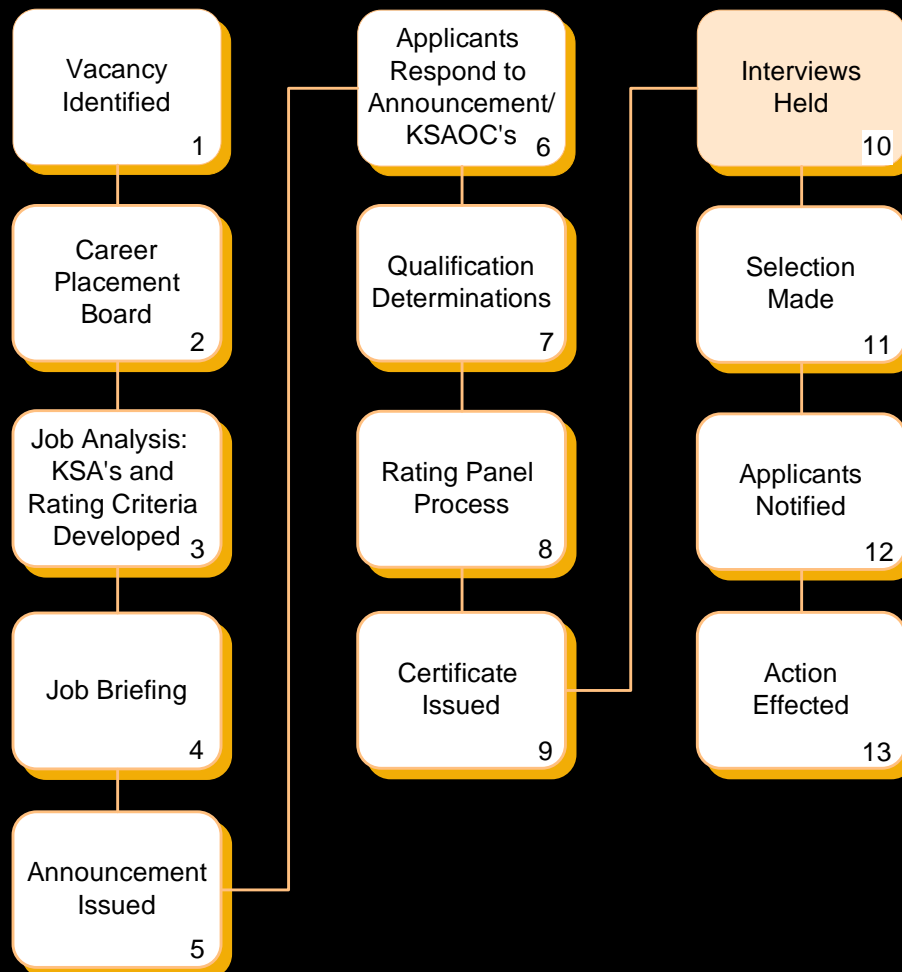 Vacancy
Identified
1
Career
Placement
Board
2
Job Analysis:
KSA's and
Rating Criteria
Developed
3
Job Briefing
4
Announcement
Issued
5
Applicants
Respond to
Announcement/
KSAOC's
6
Qualification
Determinations
7
Rating Panel
Process
8
Certificate
Issued
9
Interviews
Held
10
Selection
Made
11
Applicants
Notified
12
Action
Effected
13